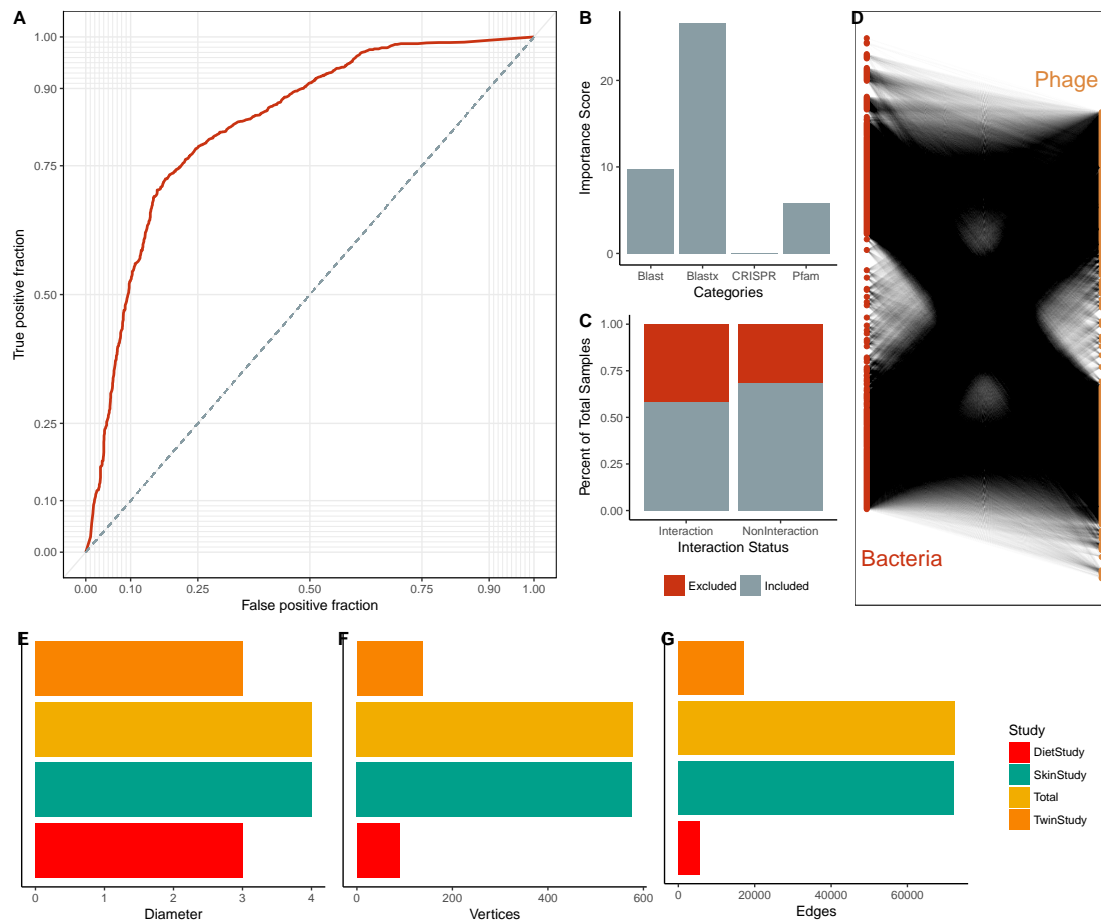 A
True positive fraction
1.00
0.90
0.75
0.50
0.25
0.10
0.00
0.00 0.10 0.25 0.50 0.75 0.90 1.00
False positive fraction
B
Importance Score
20
10
0
Blast Blastx CRISPR Pfam
Categories
C
Percent of Total Samples
1.00
0.75
0.50
0.25
0.00
Interaction NonInteraction
Interaction Status
Excluded Included
D
Phage
Bacteria
E
0 1 2 3 4
Diameter
F
0 200 400 600
Vertices
G
0 20000 40000 60000
Edges
Study
DietStudy
SkinStudy
Total
TwinStudy